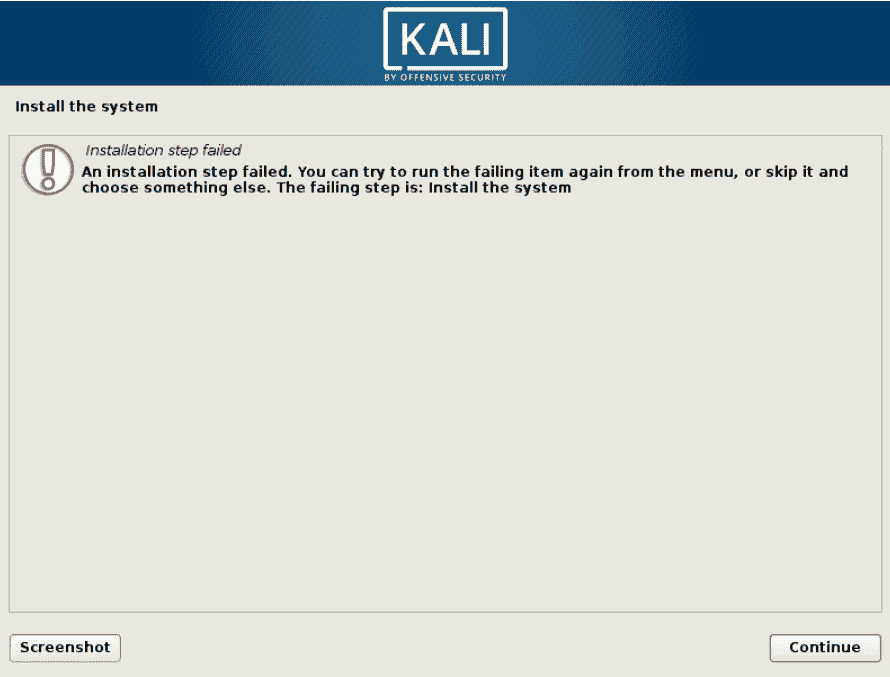 KALI
BY OFFENSIVE SECURITY
Install the system
Installation step failed
An installation step failed. You can try to run the failing item again from the menu, or skip it and
choose something else. The failing step is: Install the system
Screenshot
Continue